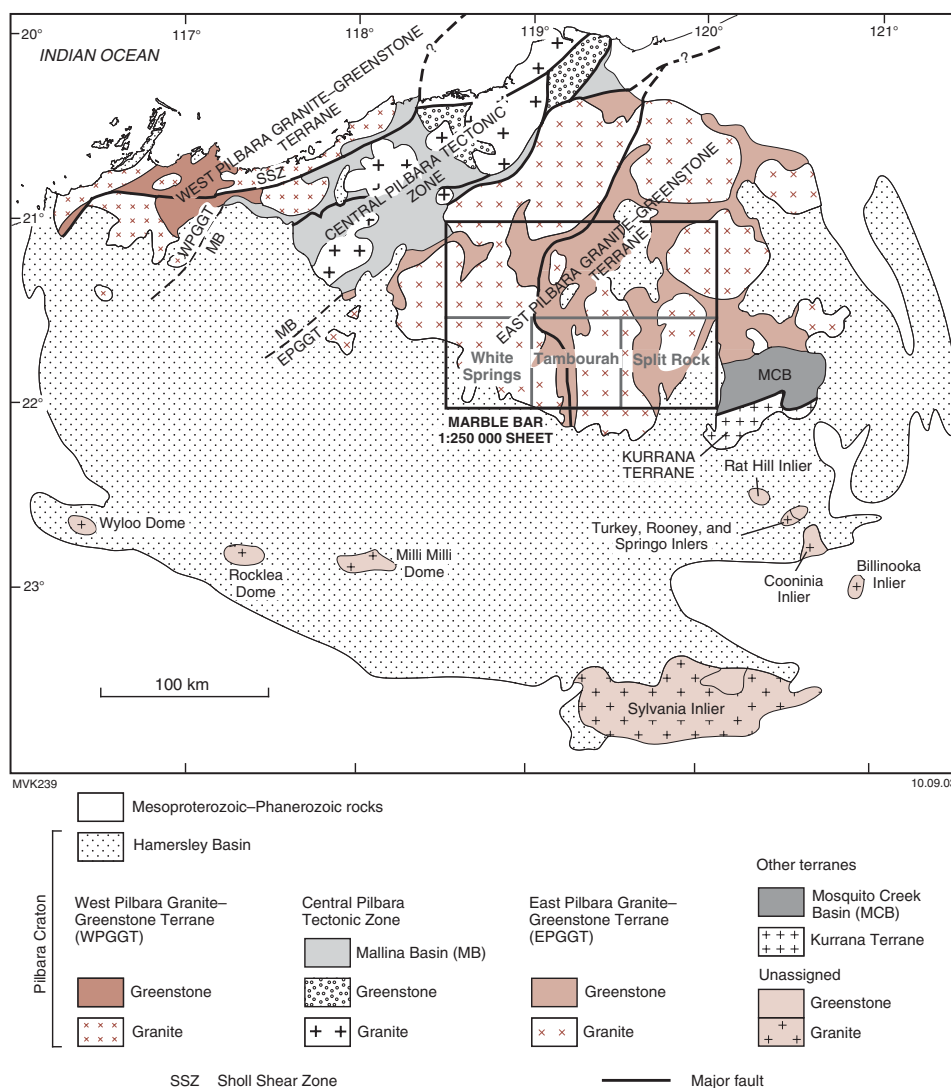 20°
117°
119°
120°
121°
INDIAN OCEAN
?
?
WEST PILBARA GRANITE–GREENSTONE
TERRANE
SSZ
CENTRAL PILBARA TECTONIC
ZONE
21°
WPGGT
MB
EAST PILBARA GRANITE–GREENSTONE
TERRANE
MB
EPGGT
White
Springs
Tambourah
Split Rock
MCB
22°
MARBLE BAR
1:250 000 SHEET
KURRANA
TERRANE
Rat Hill Inlier
Wyloo Dome
Turkey, Rooney, and
Springo Inlers
Rocklea
Dome
Milli Milli
Dome
Cooninia
Inlier
Billinooka
Inlier
23°
100 km
Sylvania Inlier
118°
MVK239
10.09.03
Mesoproterozoic–Phanerozoic rocks
Hamersley Basin
Pilbara Craton
West Pilbara Granite–
Greenstone Terrane
(WPGGT)
Greenstone
Granite
Central Pilbara
Tectonic Zone
Mallina Basin (MB)
Greenstone
Granite
East Pilbara Granite–
Greenstone Terrane
(EPGGT)
Greenstone
Granite
Other terranes
Mosquito Creek
Basin (MCB)
Kurrana Terrane
Unassigned
Greenstone
Granite
SSZ Sholl Shear Zone
Major fault